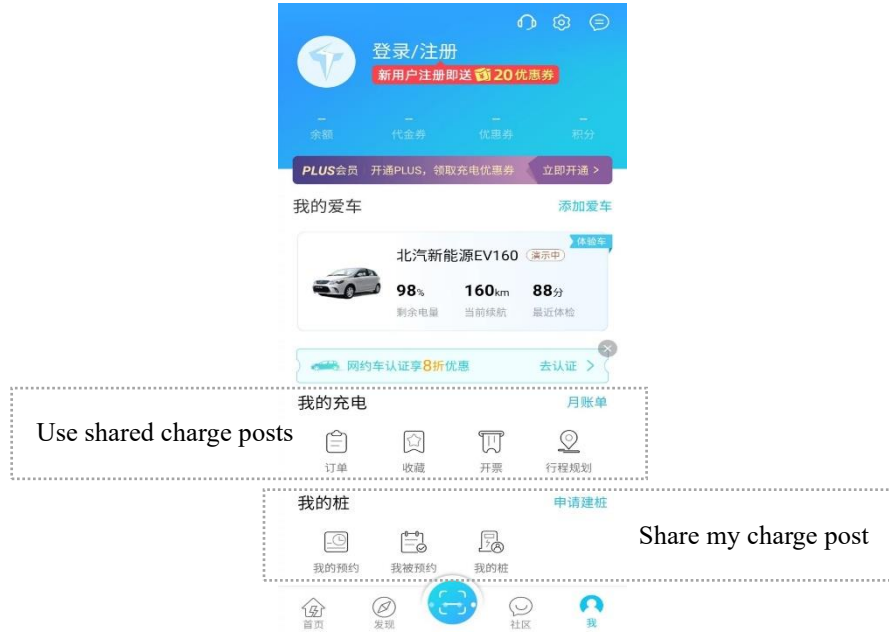 登录/注册
新用户注册即送 20优惠券
余额 代金券 优惠券 积分
PLUS会员 开通PLUS，领取充电优惠券 立即开通 >
我的爱车 添加爱车
体验车
北汽新能源EV160 演示中
98% 160km 88分
剩余电量 当前续航 最近体检
网约车认证享8折优惠 去认证 >
我的充电 月账单
Use shared charge posts
订单 收藏 开票 行程规划
我的桩 申请建桩
Share my charge post
我的预约 我被预约 我的桩
首页 发现 社区 我